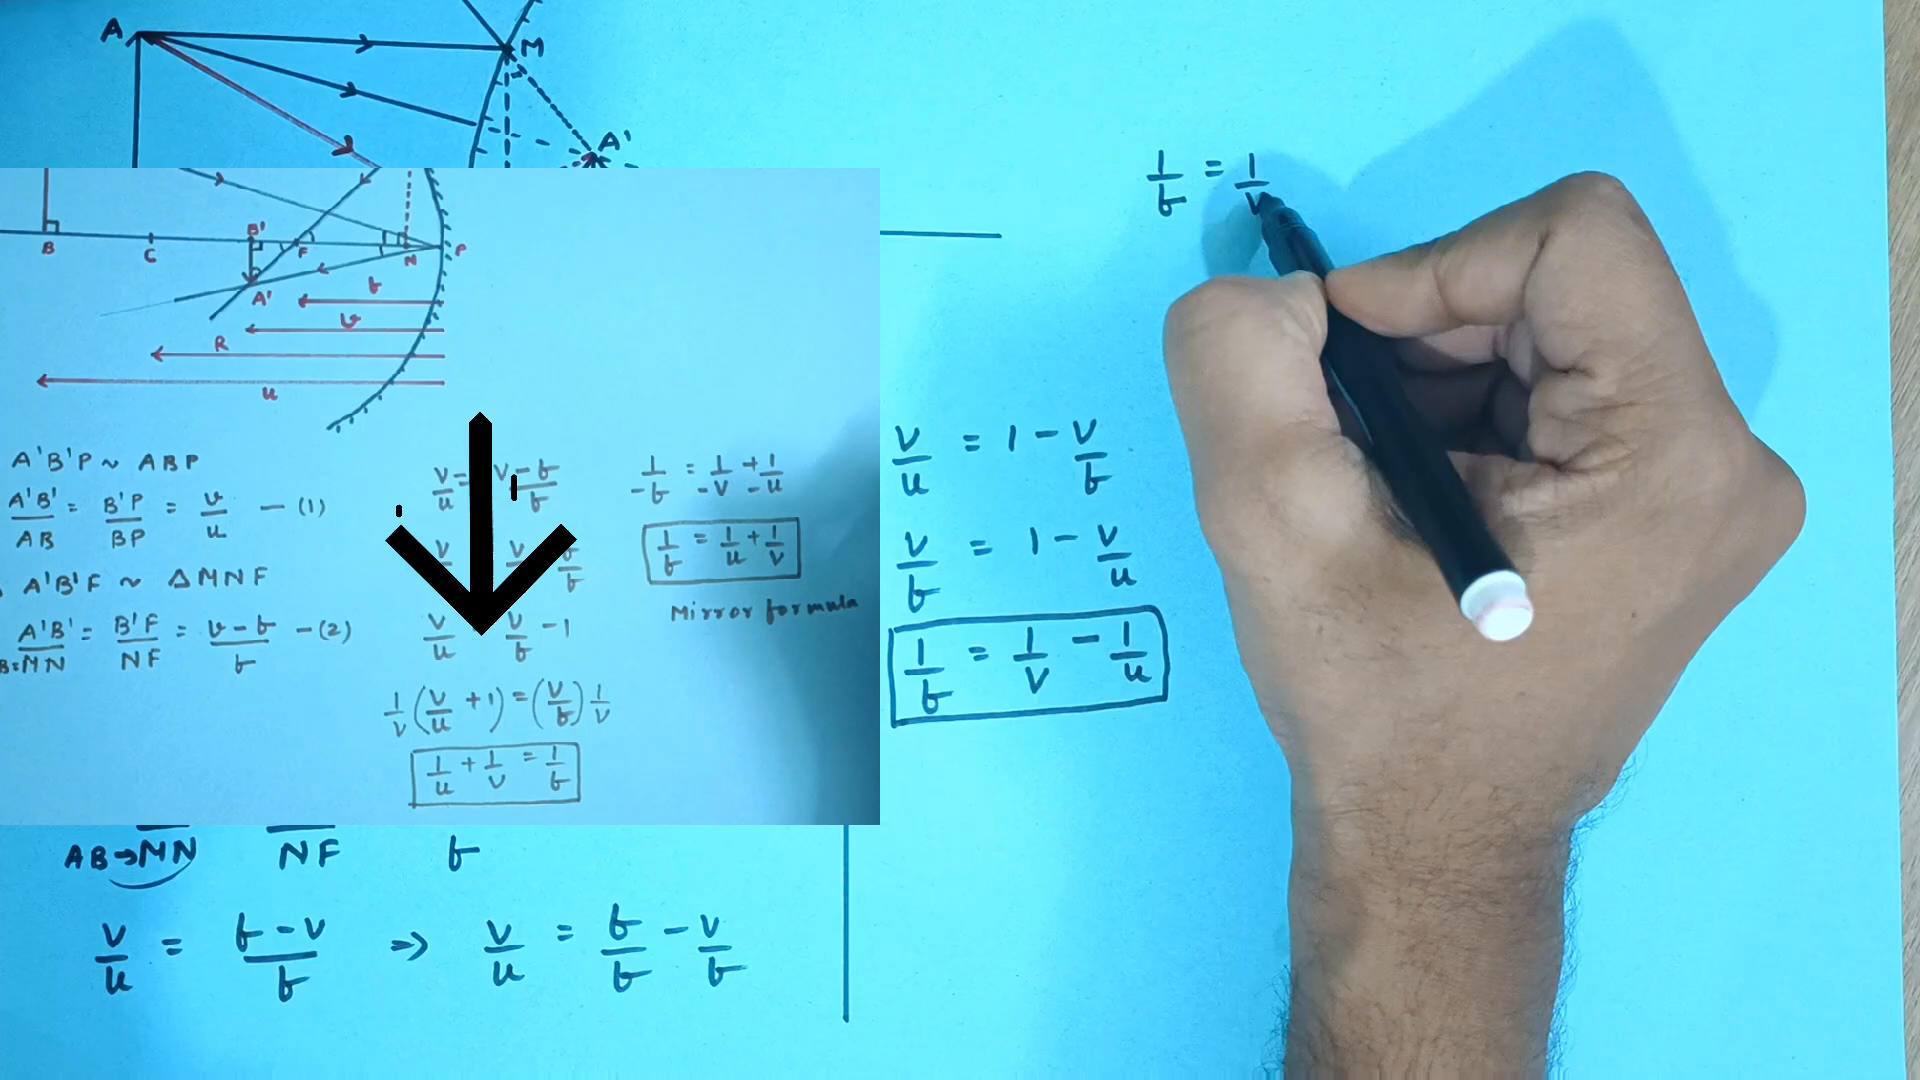 A M
A'
1/f = 1/v
B C B' F N P
A'
f
v
R
u
A'B'P ~ ABP
A'B'/AB = B'P/BP = v/u — (1)
A'B'F ~ ΔMNF
A'B'/MN = B'F/NF = v-f/f - (2)
v/u = v-f/f
v/u v/f - 1
1/v (v/u + 1) = (v/f) 1/v
1/u + 1/v = 1/f
1/-f = 1/-v + 1/-u
1/f = 1/u + 1/v
Mirror formula
v/u = 1 - v/f
v/f = 1 - v/u
1/f = 1/v - 1/u
AB→MN NF f
v/u = f-v/f ⇒ v/u = f/f - v/f